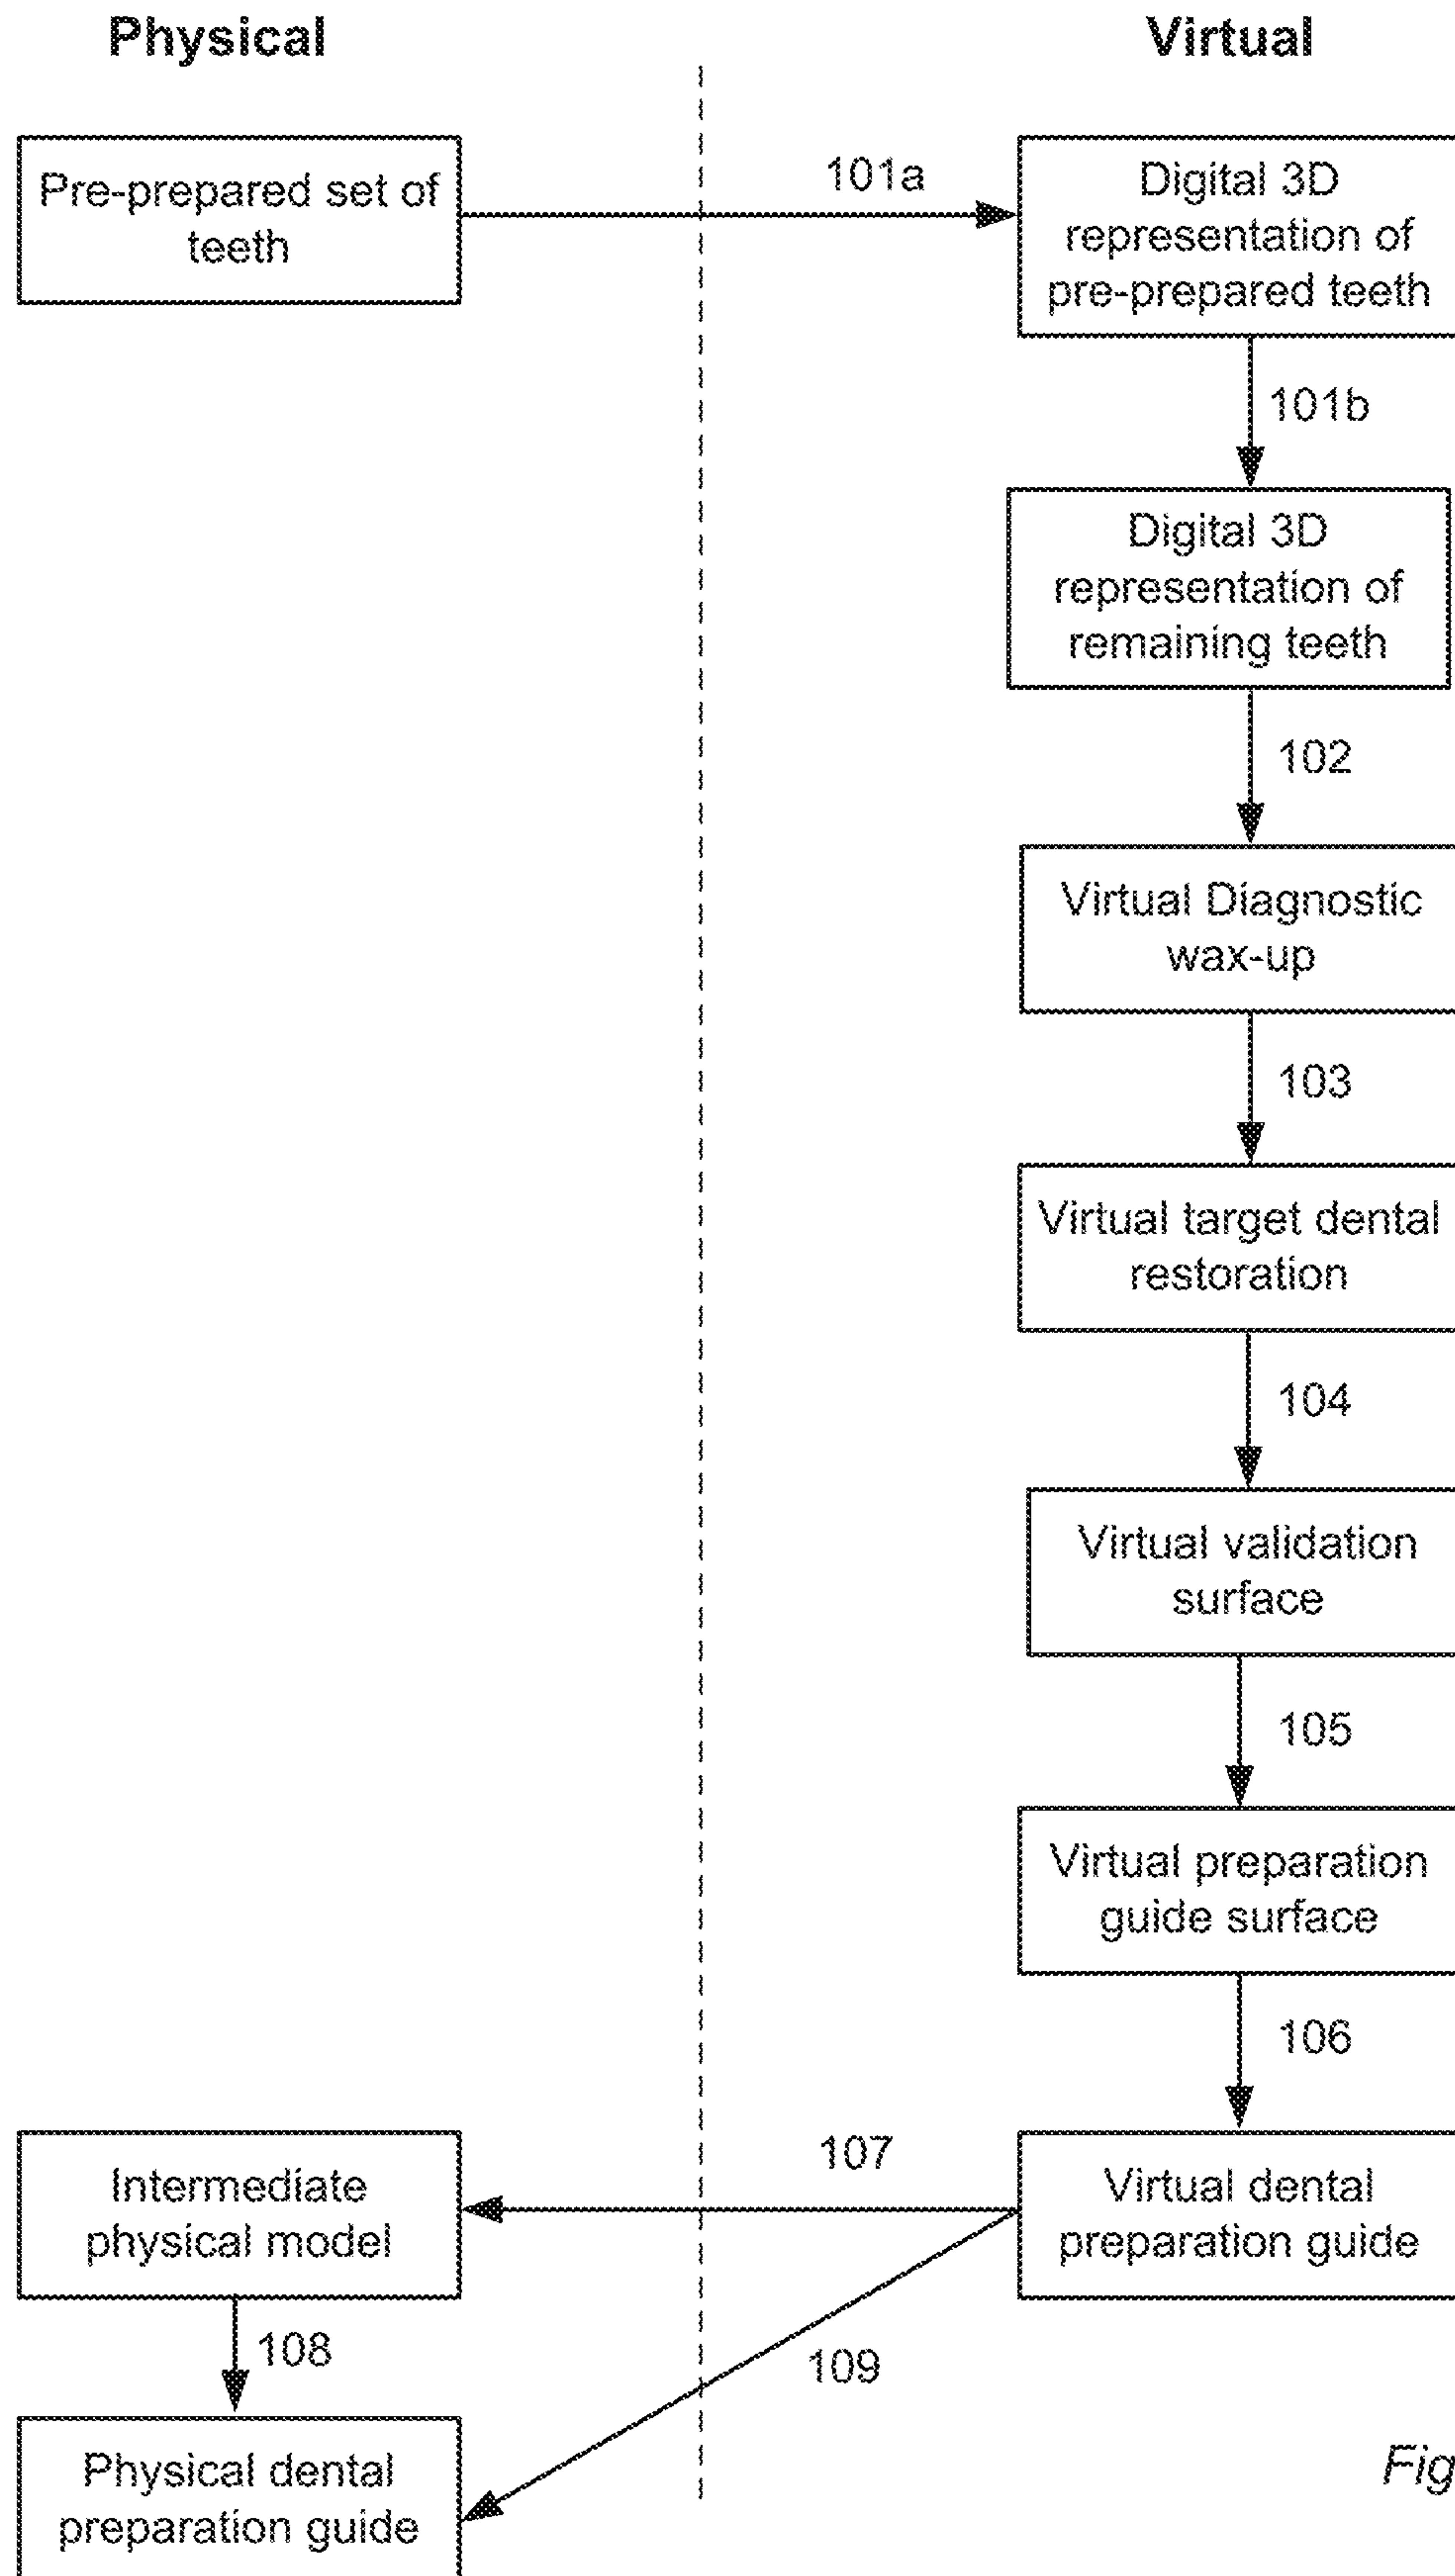 Physical
Virtual
Pre-prepared set of
teeth
101a
Digital 3D
representation of
pre-prepared teeth
101b
Digital 3D
representation of
remaining teeth
102
Virtual Diagnostic
wax-up
103
Virtual target dental
restoration
104
Virtual validation
surface
105
Virtual preparation
guide surface
106
Virtual dental
preparation guide
107
Intermediate
physical model
108
109
Physical dental
preparation guide
Fig